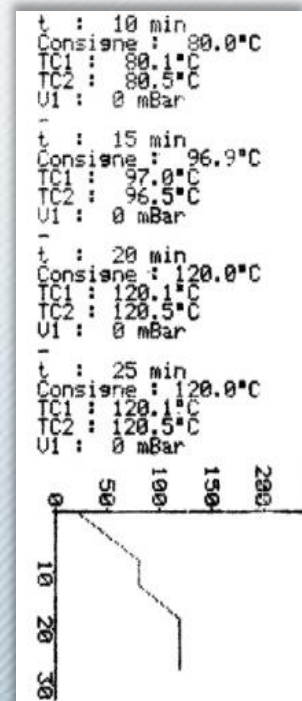 t : 10 min
Consigne : 80.0°C
TC1 : 80.1°C
TC2 : 80.5°C
V1 : 0 mBar
-
t : 15 min
Consigne : 96.9°C
TC1 : 97.0°C
TC2 : 96.5°C
V1 : 0 mBar
-
t : 20 min
Consigne : 120.0°C
TC1 : 120.1°C
TC2 : 120.5°C
V1 : 0 mBar
-
t : 25 min
Consigne : 120.0°C
TC1 : 120.1°C
TC2 : 120.5°C
V1 : 0 mBar
0 50 100 150 200
10
20
30